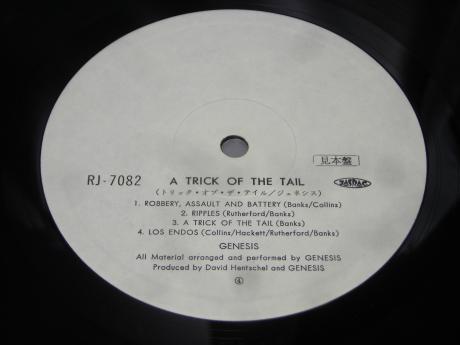 見本盤
RJ-7082
A TRICK OF THE TAIL
JASRAC
(トリック・オブ・ザ・テイル/ジェネシス)
1. ROBBERY, ASSAULT AND BATTERY (Banks/Collins)
2. RIPPLES (Rutherford/Banks)
3. A TRICK OF THE TAIL (Banks)
4. LOS ENDOS (Collins/Hackett/Rutherford/Banks)
GENESIS
All Material arranged and performed by GENESIS
Produced by David Hentschel and GENESIS
④